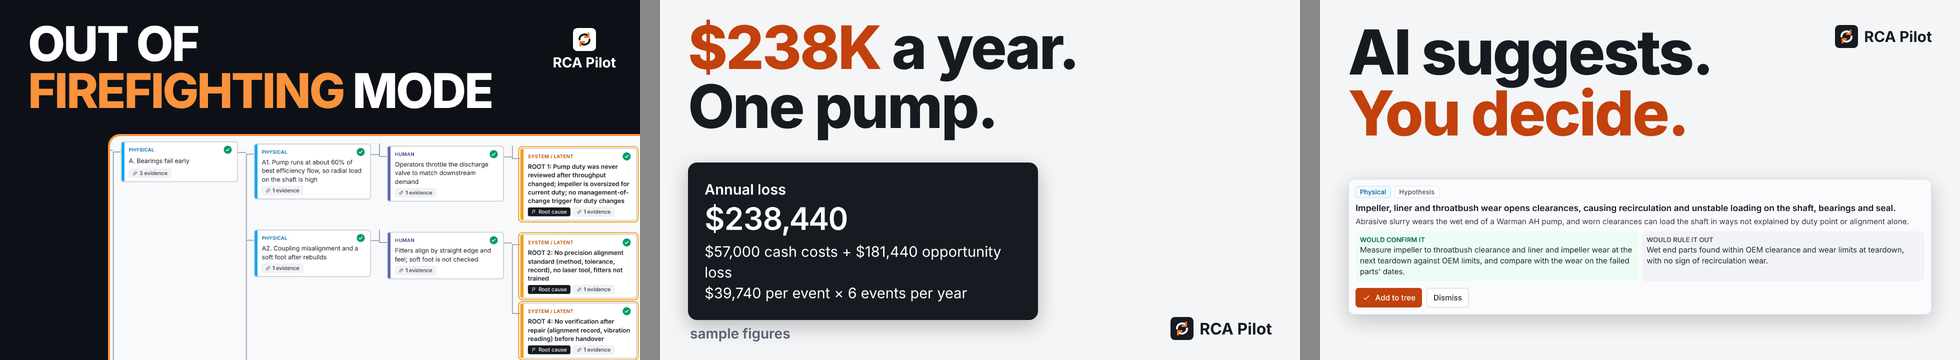 OUT OF
FIREFIGHTING MODE
RCA Pilot
PHYSICAL
A. Bearings fail early
3 evidence
PHYSICAL
A1. Pump runs at about 60% of
best efficiency flow, so radial load
on the shaft is high
1 evidence
HUMAN
Operators throttle the discharge
valve to match downstream
demand
1 evidence
SYSTEM / LATENT
ROOT 1: Pump duty was never
reviewed after throughput
changed; impeller is oversized for
current duty; no management-of-
change trigger for duty changes
Root cause
1 evidence
PHYSICAL
A2. Coupling misalignment and a
soft foot after rebuilds
1 evidence
HUMAN
Fitters align by straight edge and
feel; soft foot is not checked
1 evidence
SYSTEM / LATENT
ROOT 2: No precision alignment
standard (method, tolerance,
record), no laser tool, fitters not
trained
Root cause
1 evidence
SYSTEM / LATENT
ROOT 4: No verification after
repair (alignment record, vibration
reading) before handover
Root cause
1 evidence
$238K a year.
One pump.
Annual loss
$238,440
$57,000 cash costs + $181,440 opportunity
loss
$39,740 per event × 6 events per year
sample figures
RCA Pilot
AI suggests.
You decide.
RCA Pilot
Physical
Hypothesis
Impeller, liner and throatbush wear opens clearances, causing recirculation and unstable loading on the shaft, bearings and seal.
Abrasive slurry wears the wet end of a Warman AH pump, and worn clearances can load the shaft in ways not explained by duty point or alignment alone.
WOULD CONFIRM IT
Measure impeller to throatbush clearance and liner and impeller wear at the
next teardown against OEM limits, and compare with the wear on the failed
parts' dates.
WOULD RULE IT OUT
Wet end parts found within OEM clearance and wear limits at teardown,
with no sign of recirculation wear.
Add to tree
Dismiss